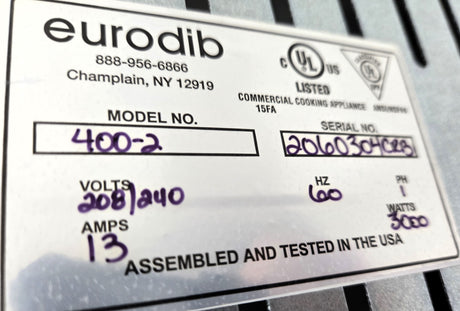 eurodib
888-956-6866
Champlain, NY 12919
C UL US
LISTED
COMMERCIAL COOKING APPLIANCE
15FA
MODEL NO.
400-2
SERIAL NO.
VOLTS
208/240
HZ
60
PH
1
AMPS
13
WATTS
3000
ASSEMBLED AND TESTED IN THE USA